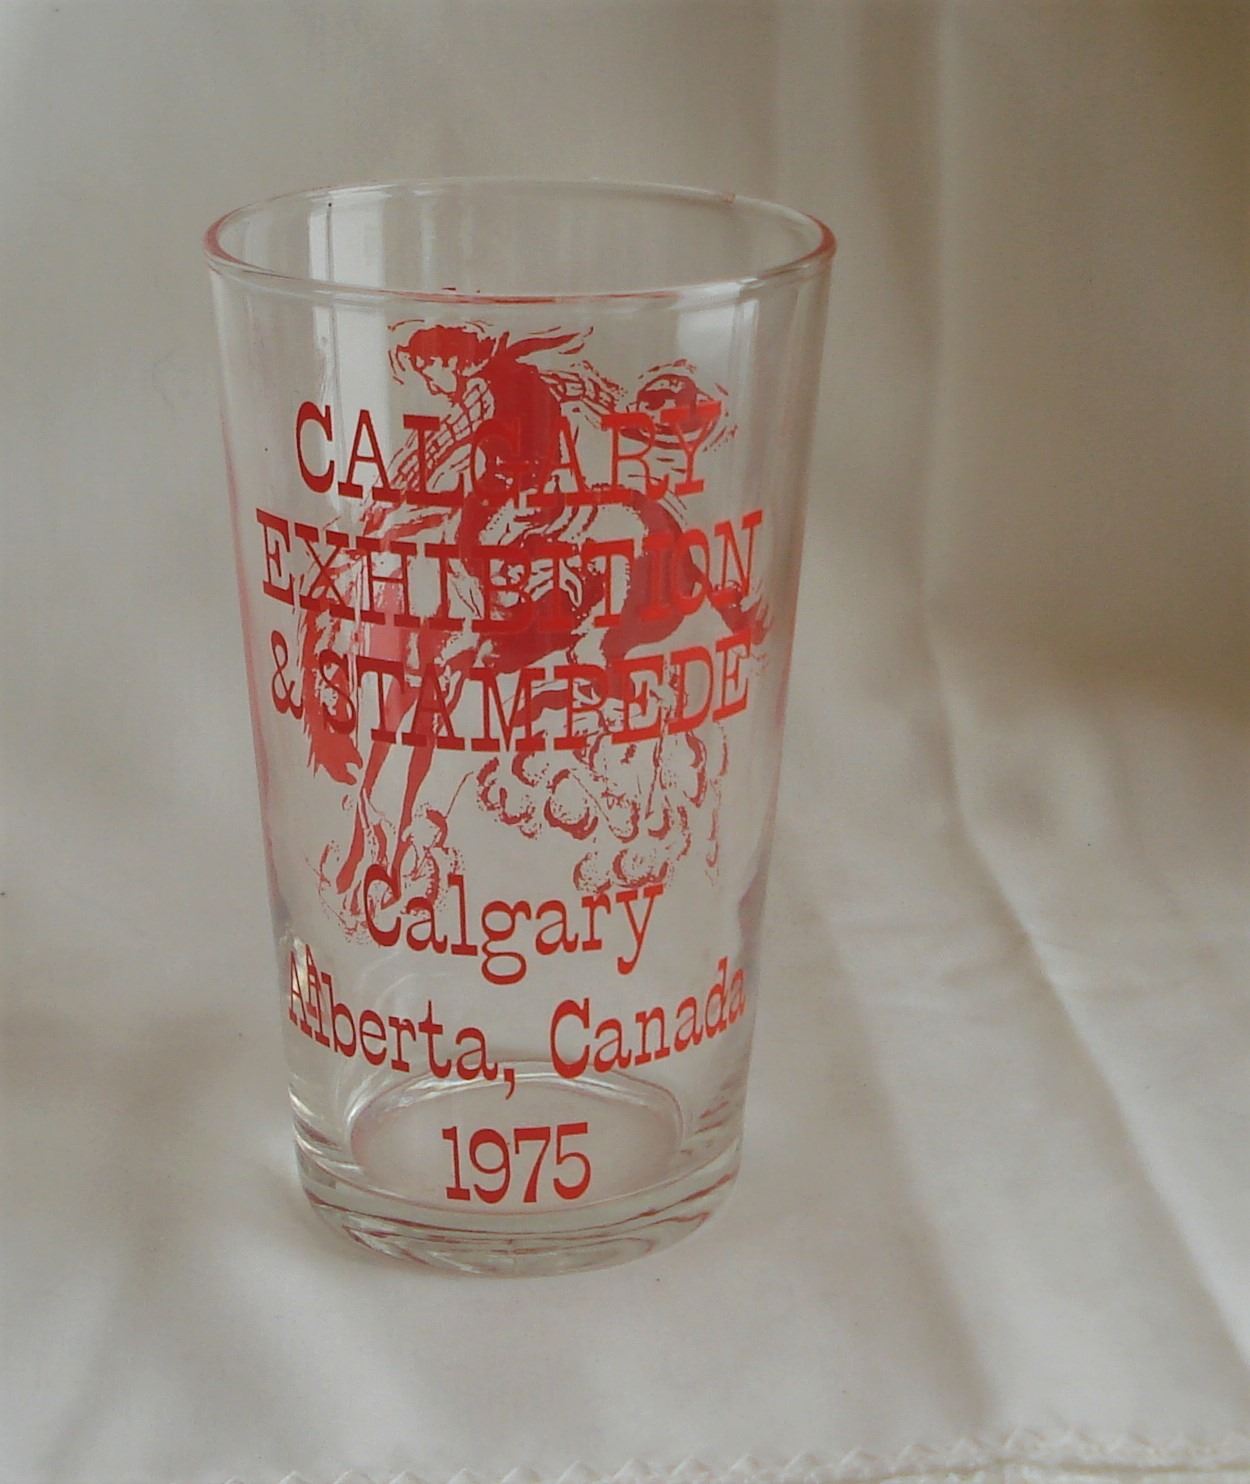 CALGARY
EXHIBITION
& STAMPEDE
Calgary
Alberta, Canada
1975